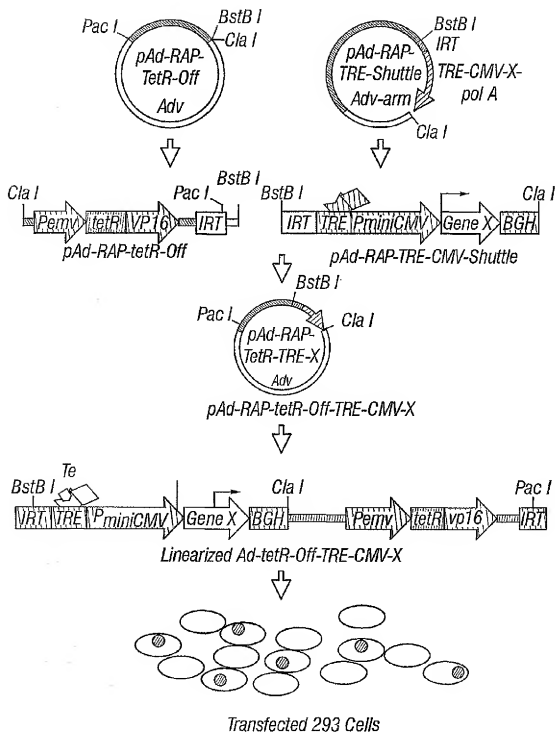 Pac I
BstB I
Cla I
pAd-RAP-
TetR-Off
Adv
BstB I
IRT
pAd-RAP-
TRE-Shuttle
Adv-arm
TRE-CMV-X-
pol A
Cla I
Cla I
Pemv
tetR
VP16
Pac I
IRT
BstB I
pAd-RAP-tetR-Off
BstB I
IRT
TRE
PminiCMV
Gene X
BGH
Cla I
pAd-RAP-TRE-CMV-Shuttle
BstB I
Pac I
Cla I
pAd-RAP-
TetR-TRE-X
Adv
pAd-RAP-tetR-Off-TRE-CMV-X
Te
BstB I
Cla I
Pac I
IRT
TRE
PminiCMV
Gene X
BGH
Pemv
tetR
vp16
IRT
Linearized Ad-tetR-Off-TRE-CMV-X
Transfected 293 Cells